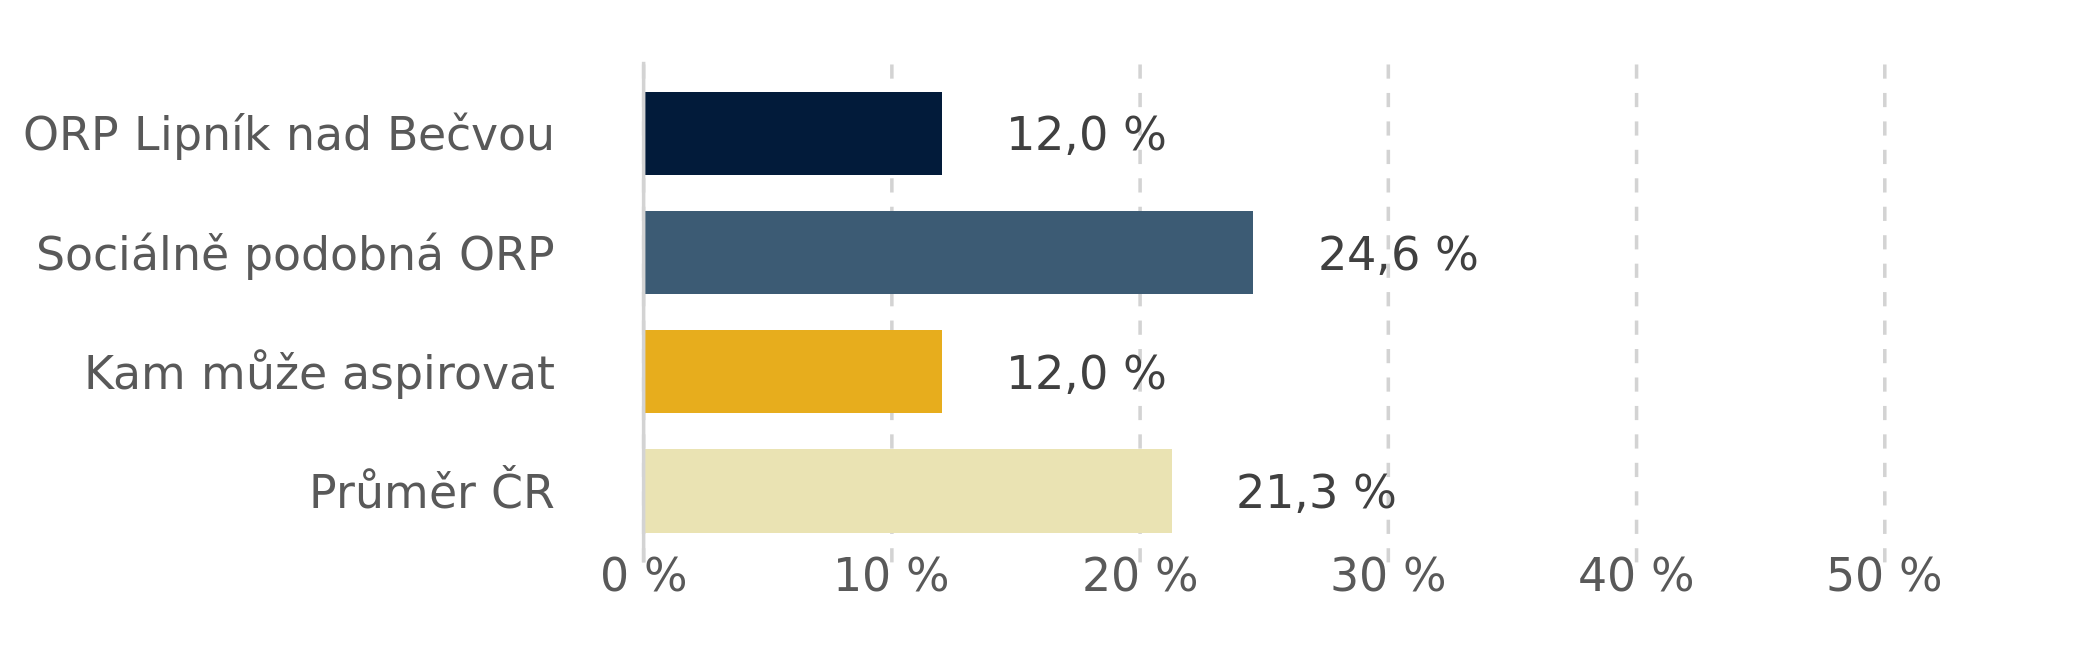 ORP Lipník nad Bečvou 12,0 %
Sociálně podobná ORP 24,6 %
Kam může aspirovat 12,0 %
Průměr ČR 21,3 %
0 % 10 % 20 % 30 % 40 % 50 %